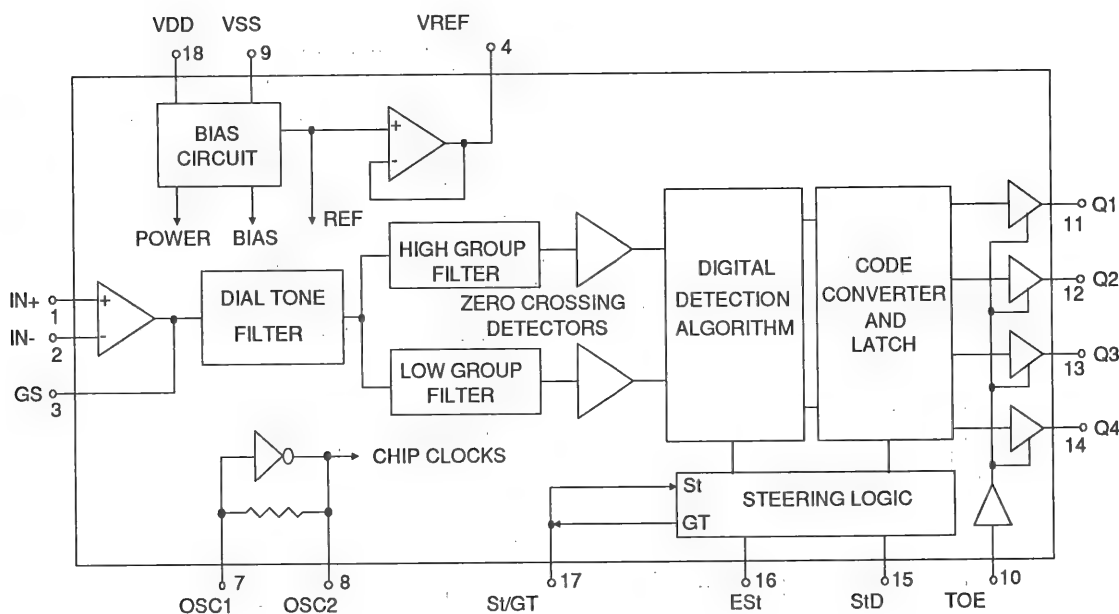 VDD VSS VREF
18 9 4
BIAS
CIRCUIT
+
-
POWER BIAS REF
HIGH GROUP
FILTER
ZERO CROSSING
DETECTORS
LOW GROUP
FILTER
IN+ 1 +
IN- 2 -
GS 3
DIAL TONE
FILTER
DIGITAL
DETECTION
ALGORITHM
CODE
CONVERTER
AND
LATCH
Q1
11
Q2
12
Q3
13
Q4
14
CHIP CLOCKS
St
GT
STEERING LOGIC
7 8 17 16 15 10
OSC1 OSC2 St/GT ESt StD TOE